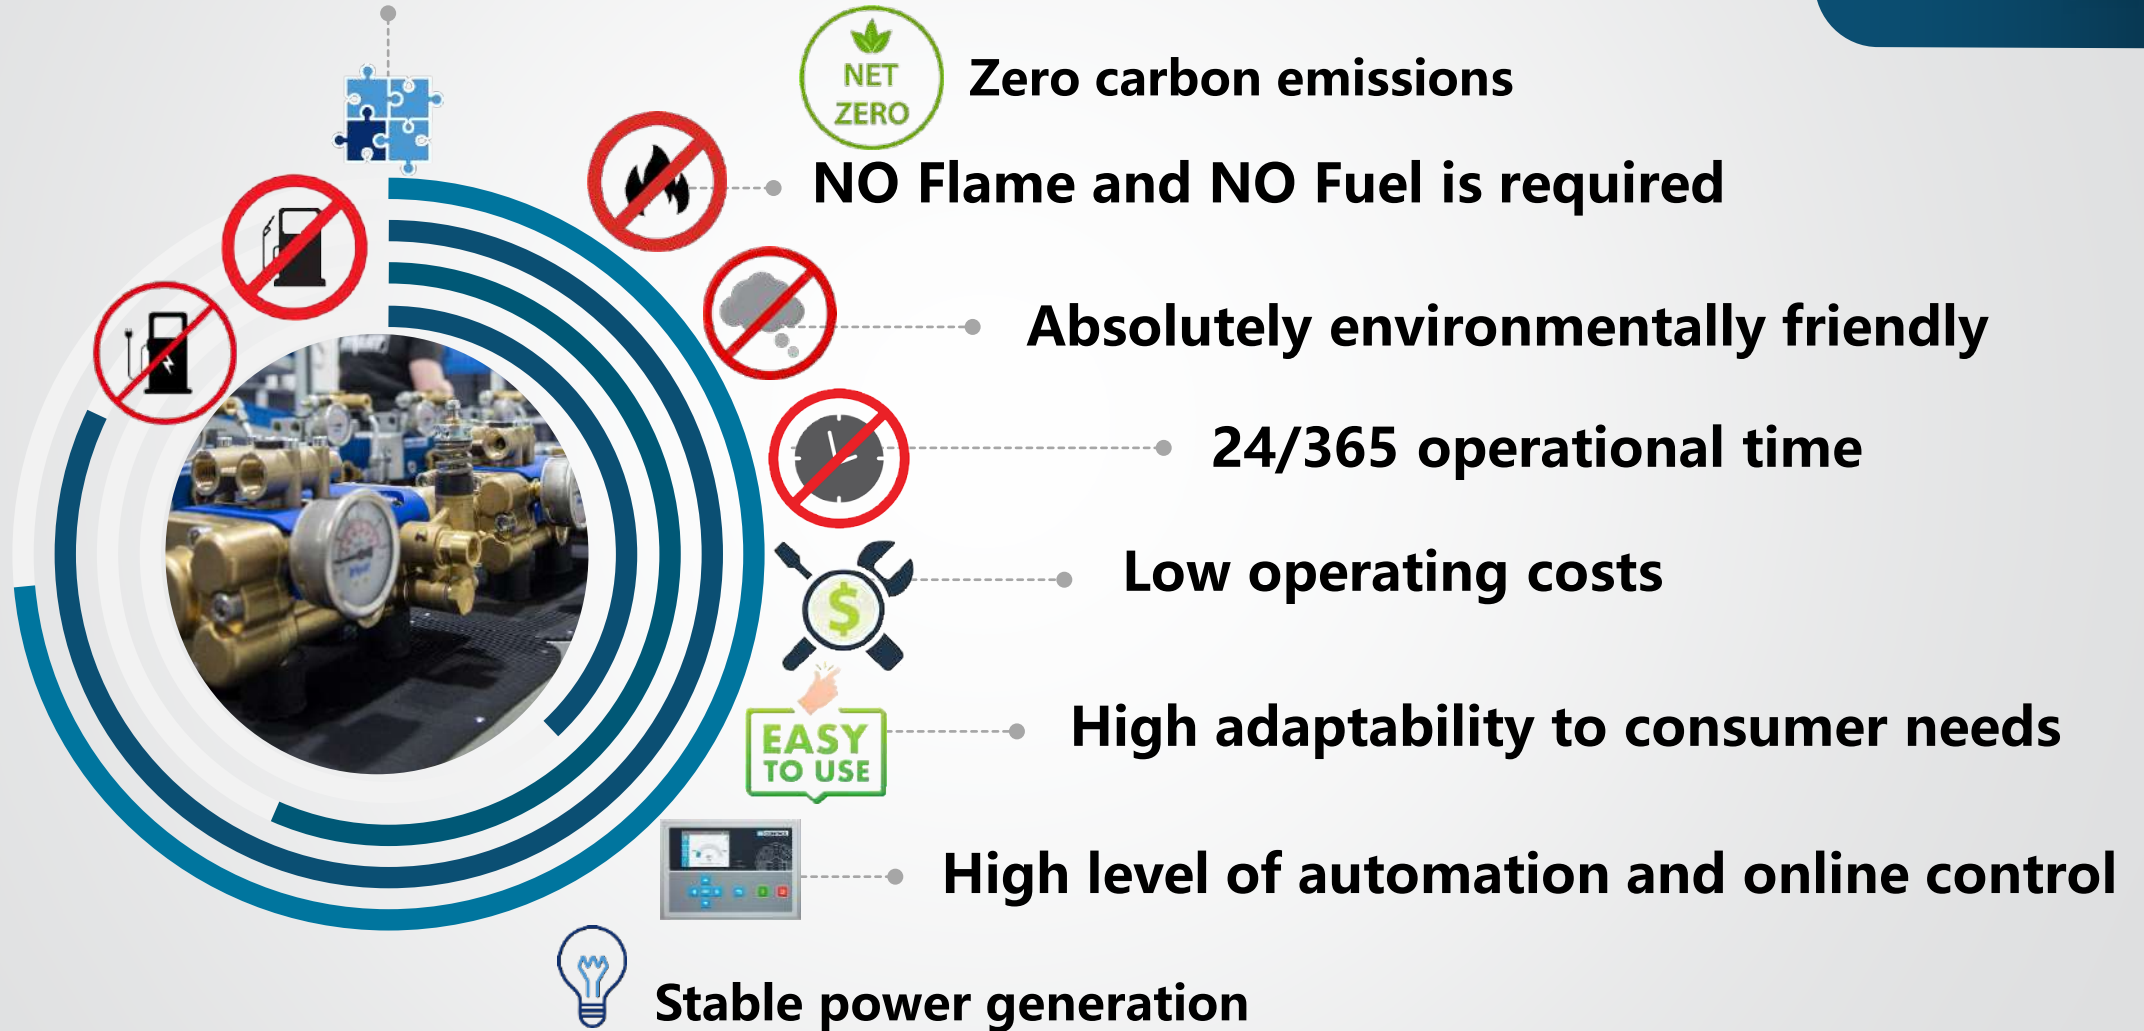 NET
ZERO
Zero carbon emissions
NO Flame and NO Fuel is required
Absolutely environmentally friendly
24/365 operational time
Low operating costs
$
EASY
TO USE
High adaptability to consumer needs
High level of automation and online control
Stable power generation